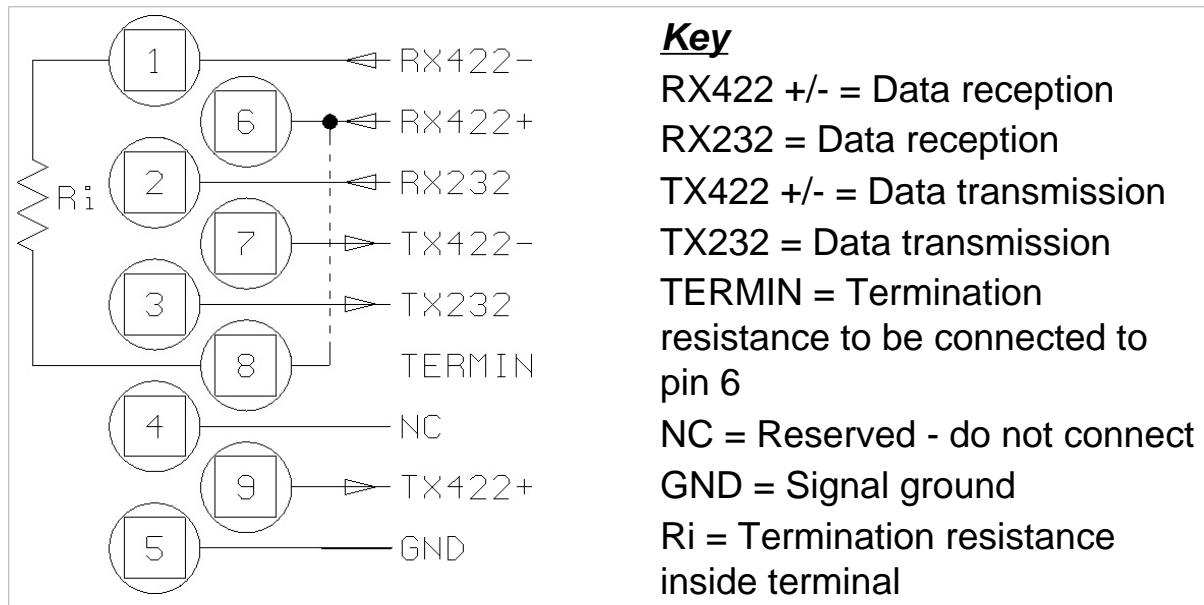 1 RX422-
6 RX422+
2 RX232
Ri
7 TX422-
3 TX232
8 TERMIN
4 NC
9 TX422+
5 GND
Key
RX422 +/- = Data reception
RX232 = Data reception
TX422 +/- = Data transmission
TX232 = Data transmission
TERMIN = Termination
resistance to be connected to
pin 6
NC = Reserved - do not connect
GND = Signal ground
Ri = Termination resistance
inside terminal